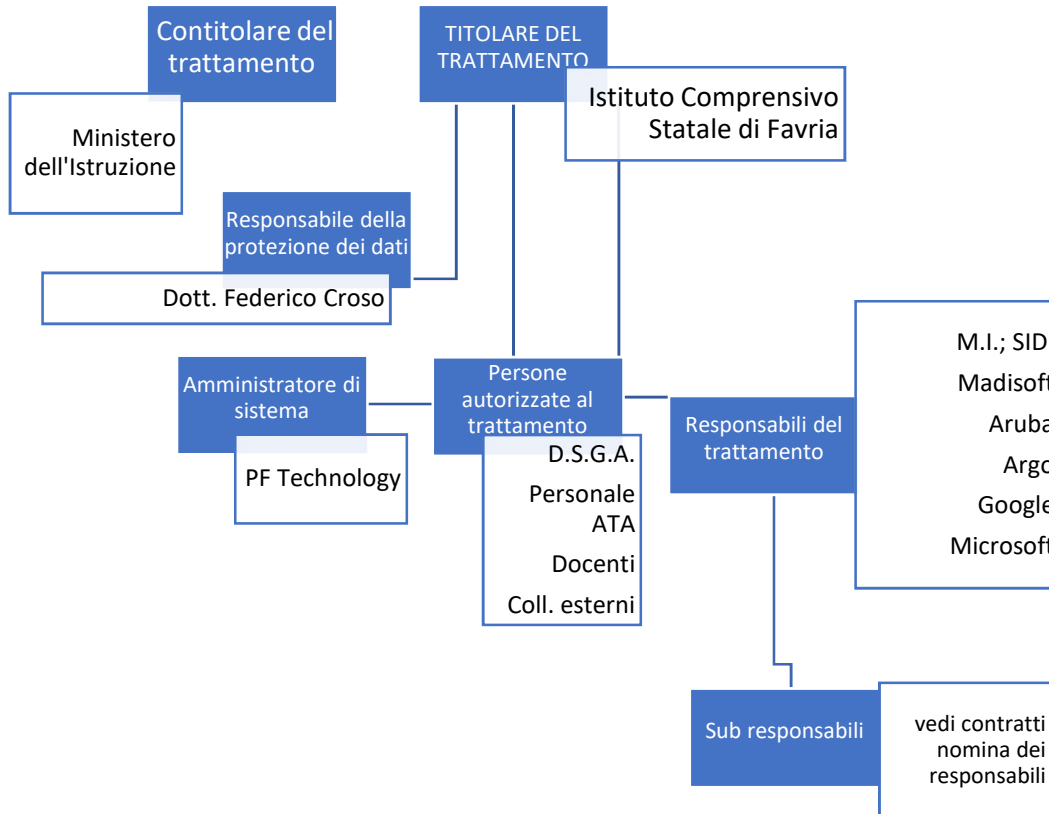 Contitolare del
trattamento
TITOLARE DEL
TRATTAMENTO
Ministero
dell'Istruzione
Istituto Comprensivo
Statale di Favria
Responsabile della
protezione dei dati
Dott. Federico Croso
Amministratore di
sistema
PF Technology
Persone
autorizzate al
trattamento
D.S.G.A.
Personale
ATA
Docenti
Coll. esterni
Responsabili del
trattamento
M.I.; SID
Madisoft
Aruba
Argo
Google
Microsoft
Sub responsabili
vedi contratti
nomina dei
responsabili